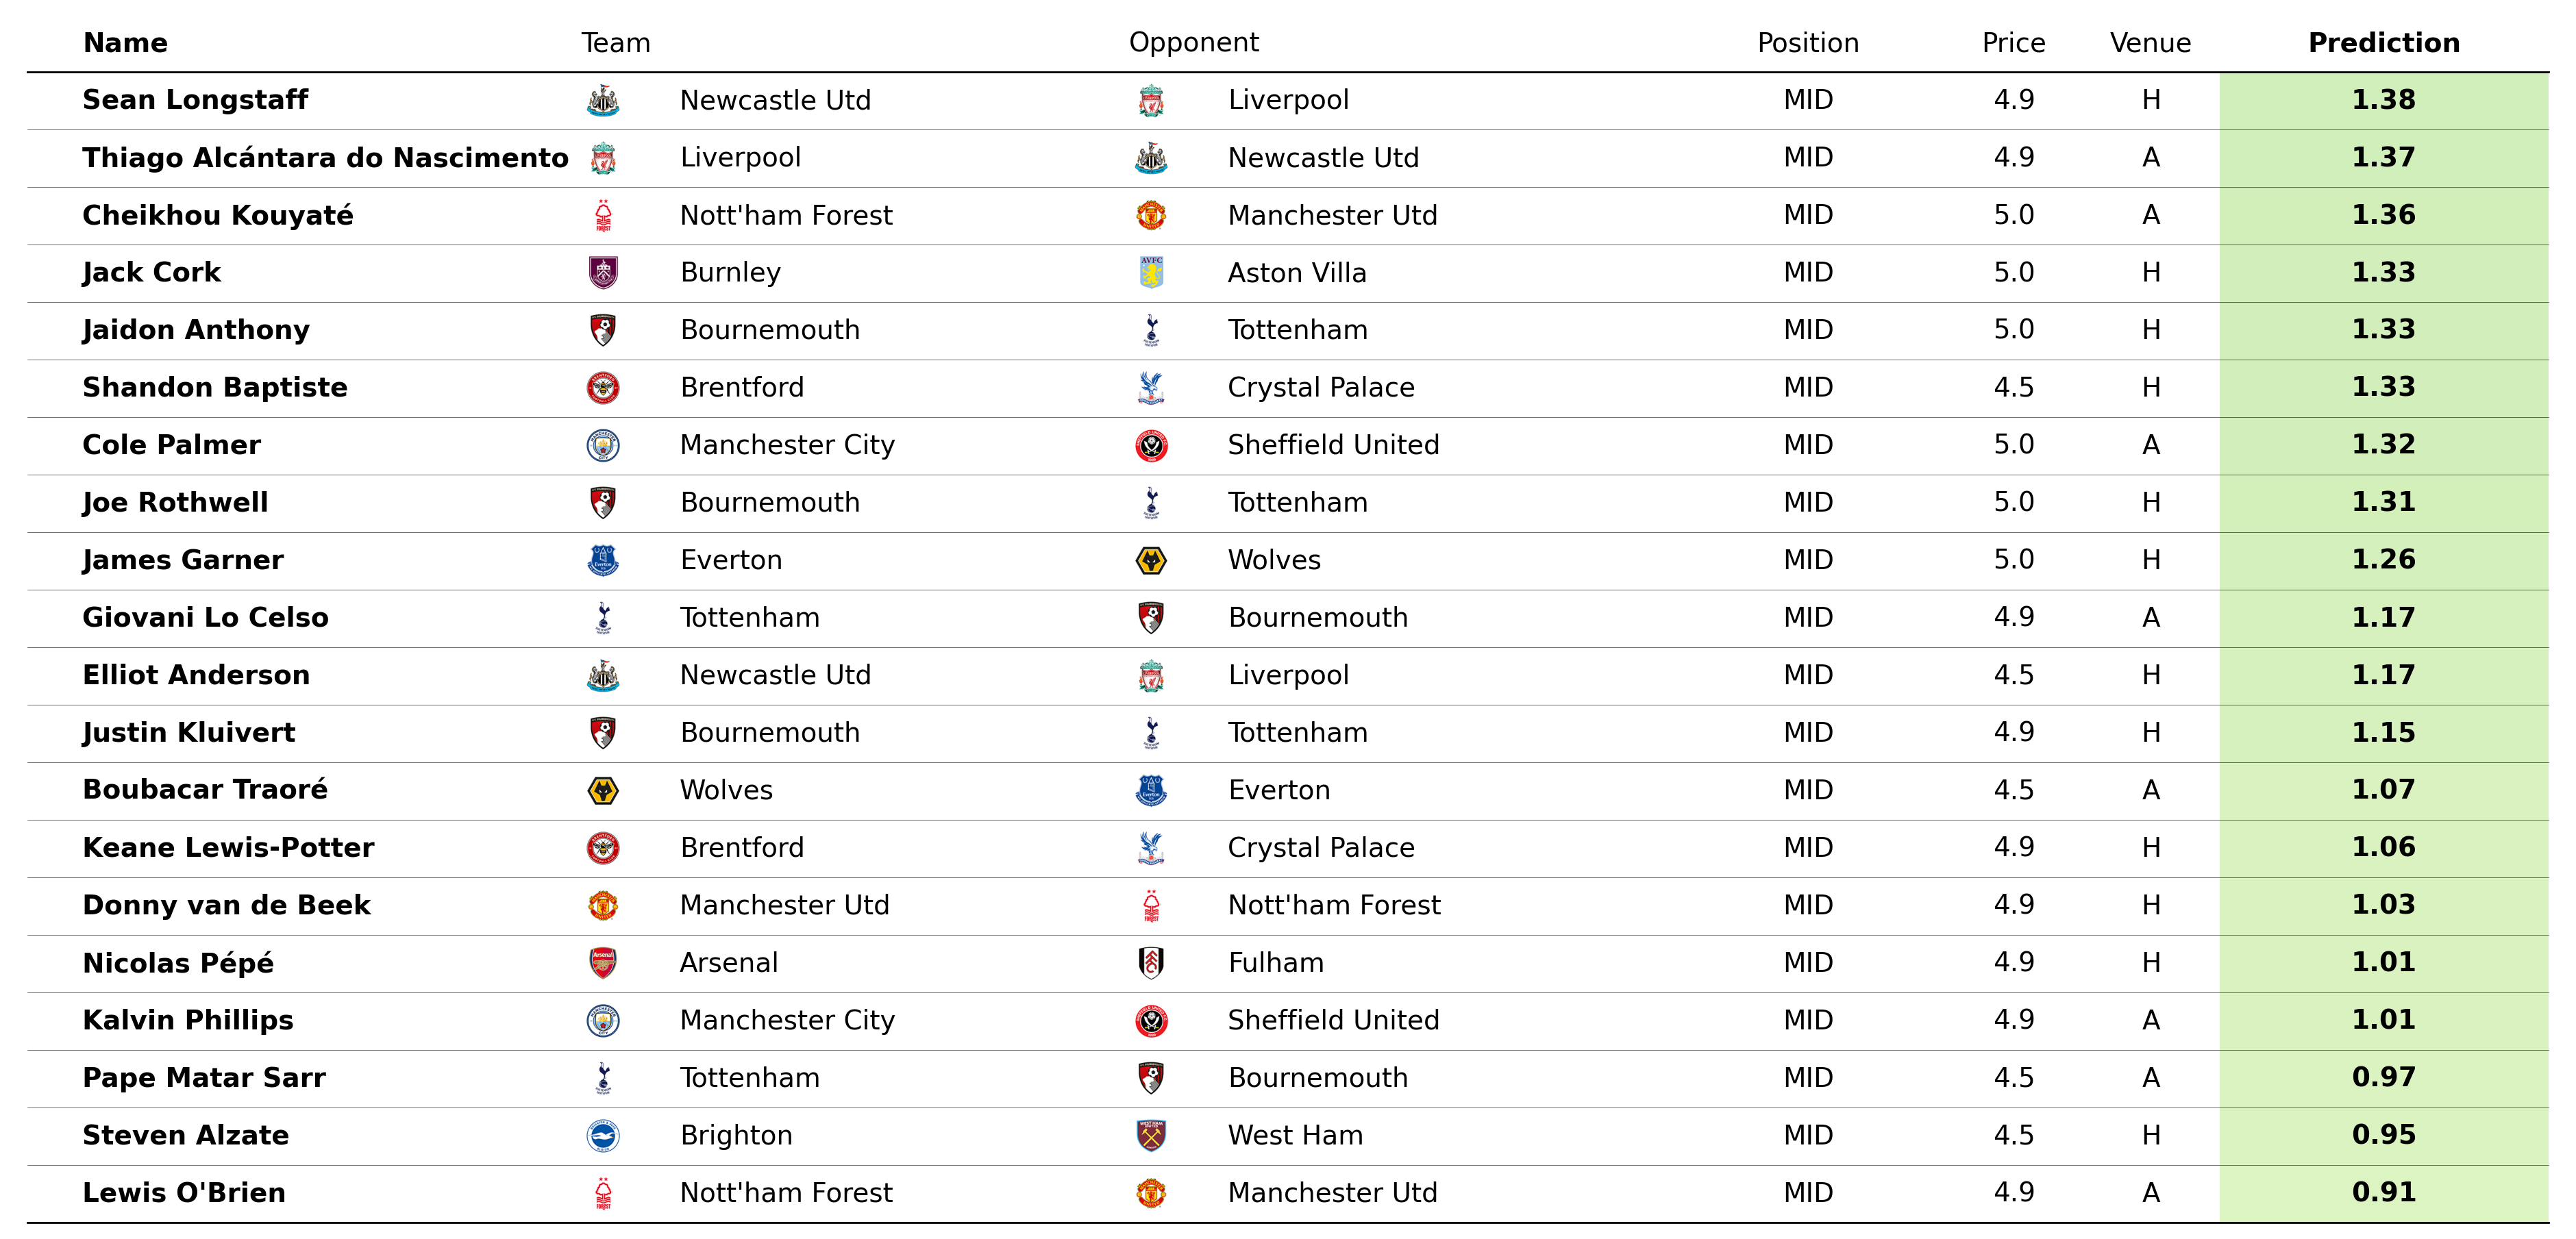 Name Team Opponent Position Price Venue Prediction
Sean Longstaff Newcastle Utd Liverpool MID 4.9 H 1.38
Thiago Alcántara do Nascimento Liverpool Newcastle Utd MID 4.9 A 1.37
Cheikhou Kouyaté Nott'ham Forest Manchester Utd MID 5.0 A 1.36
Jack Cork Burnley Aston Villa MID 5.0 H 1.33
Jaidon Anthony Bournemouth Tottenham MID 5.0 H 1.33
Shandon Baptiste Brentford Crystal Palace MID 4.5 H 1.33
Cole Palmer Manchester City Sheffield United MID 5.0 A 1.32
Joe Rothwell Bournemouth Tottenham MID 5.0 H 1.31
James Garner Everton Wolves MID 5.0 H 1.26
Giovani Lo Celso Tottenham Bournemouth MID 4.9 A 1.17
Elliot Anderson Newcastle Utd Liverpool MID 4.5 H 1.17
Justin Kluivert Bournemouth Tottenham MID 4.9 H 1.15
Boubacar Traoré Wolves Everton MID 4.5 A 1.07
Keane Lewis-Potter Brentford Crystal Palace MID 4.9 H 1.06
Donny van de Beek Manchester Utd Nott'ham Forest MID 4.9 H 1.03
Nicolas Pépé Arsenal Fulham MID 4.9 H 1.01
Kalvin Phillips Manchester City Sheffield United MID 4.9 A 1.01
Pape Matar Sarr Tottenham Bournemouth MID 4.5 A 0.97
Steven Alzate Brighton West Ham MID 4.5 H 0.95
Lewis O'Brien Nott'ham Forest Manchester Utd MID 4.9 A 0.91